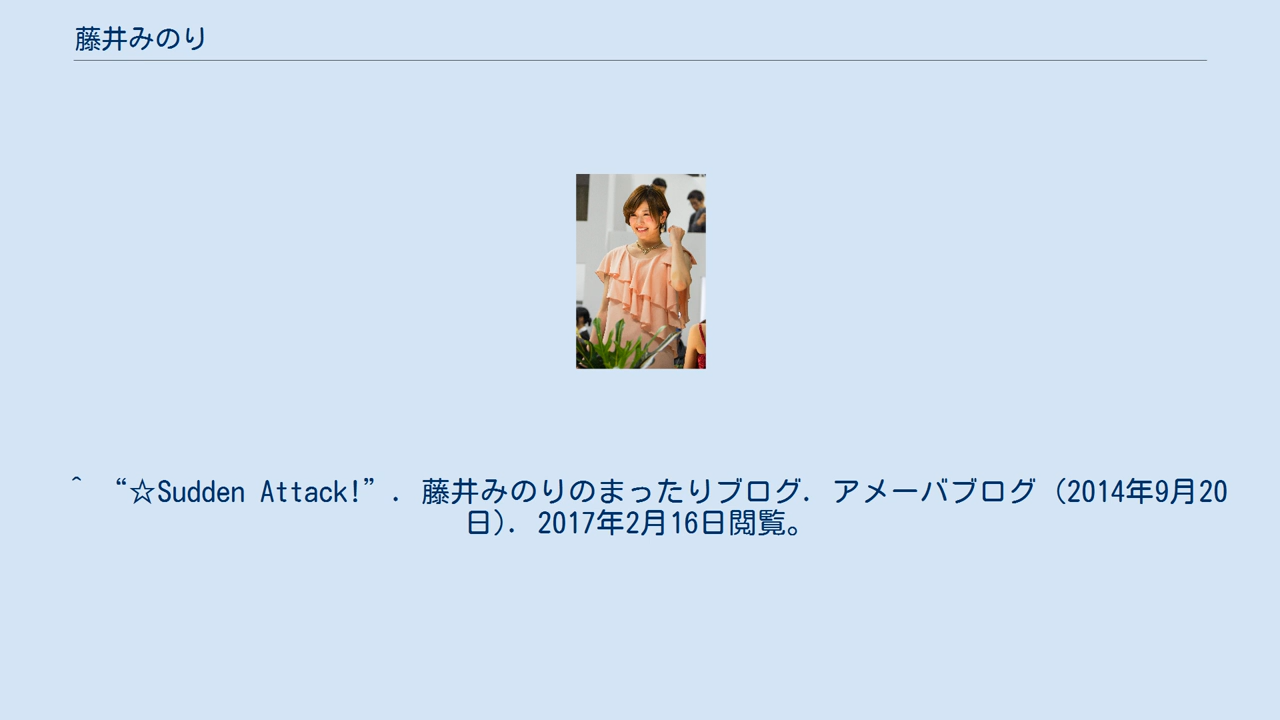 藤井みのり
^ “☆Sudden Attack!”. 藤井みのりのまったりブログ. アメーバブログ (2014年9月20
日). 2017年2月16日閲覧。